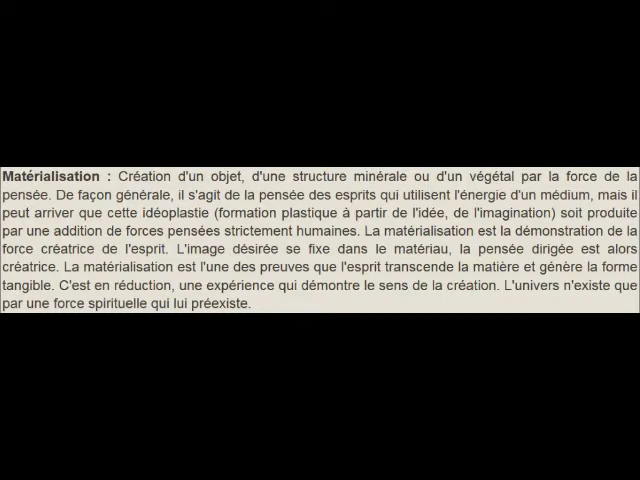 Matérialisation : Création d'un objet, d'une structure minérale ou d'un végétal par la force de la
pensée. De façon générale, il s'agit de la pensée des esprits qui utilisent l'énergie d'un médium, mais il
peut arriver que cette idéoplastie (formation plastique à partir de l'idée, de l'imagination) soit produite
par une addition de forces pensées strictement humaines. La matérialisation est la démonstration de la
force créatrice de l'esprit. L'image désirée se fixe dans le matériau, la pensée dirigée est alors
créatrice. La matérialisation est l'une des preuves que l'esprit transcende la matière et génère la forme
tangible. C'est en réduction, une expérience qui démontre le sens de la création. L'univers n'existe que
par une force spirituelle qui lui préexiste.